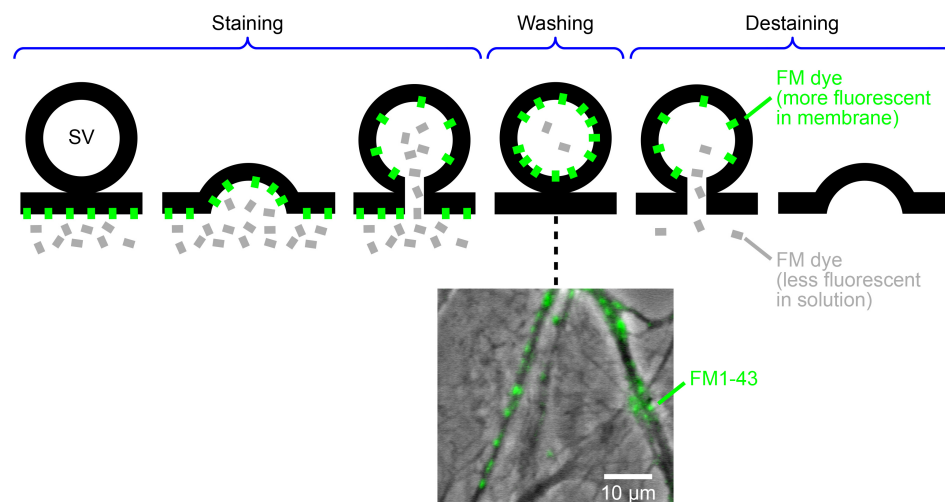 Staining
Washing
Destaining
SV
FM dye
(more fluorescent
in membrane)
FM dye
(less fluorescent
in solution)
FM1-43
10 μm